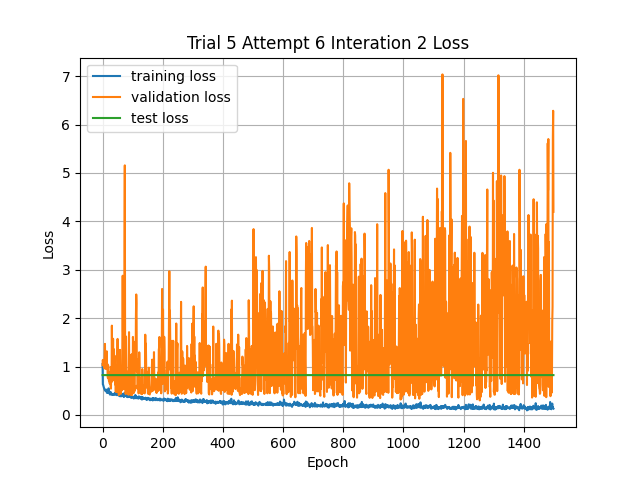 Trial 5 Attempt 6 Interation 2 Loss
training loss
validation loss
test loss
Loss
7
6
5
4
3
2
1
0
0 200 400 600 800 1000 1200 1400
Epoch